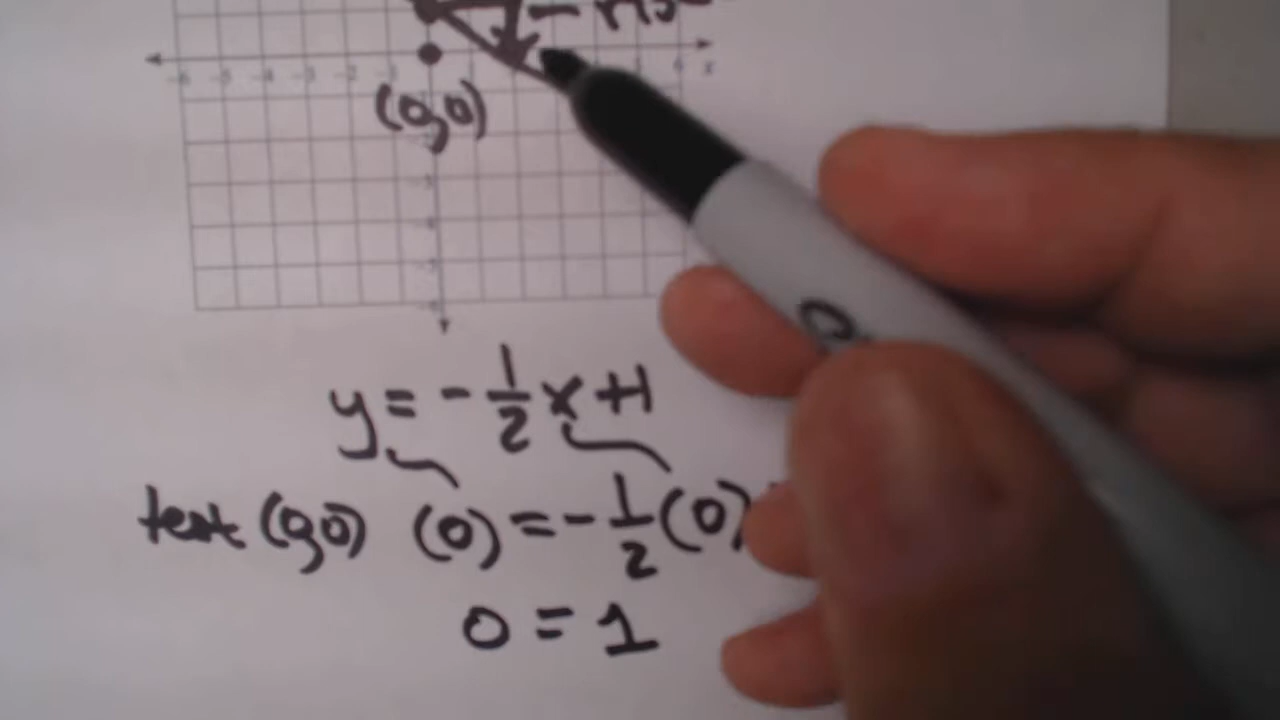 (0,0)
y = -1/2 x + 1
test (0,0) (0) = -1/2 (0)
0 = 1